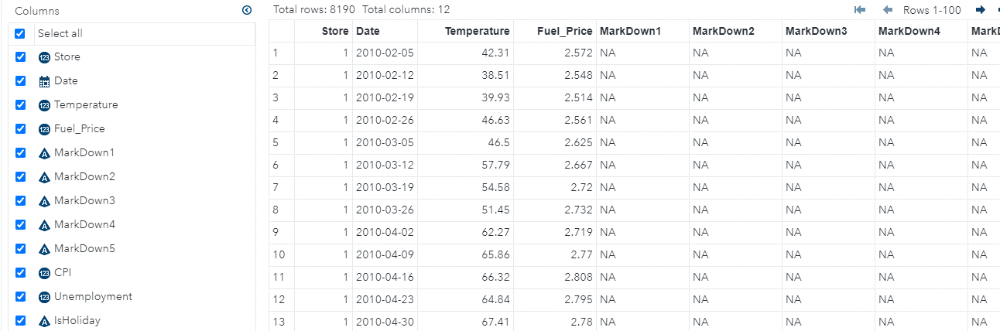 Columns
Select all
123 Store
Date
123 Temperature
123 Fuel_Price
A MarkDown1
A MarkDown2
A MarkDown3
A MarkDown4
A MarkDown5
123 CPI
123 Unemployment
A IsHoliday
Total rows: 8190 Total columns: 12
Rows 1-100
Store Date Temperature Fuel_Price MarkDown1 MarkDown2 MarkDown3 MarkDown4 MarkD
1 1 2010-02-05 42.31 2.572 NA NA NA NA NA
2 1 2010-02-12 38.51 2.548 NA NA NA NA NA
3 1 2010-02-19 39.93 2.514 NA NA NA NA NA
4 1 2010-02-26 46.63 2.561 NA NA NA NA NA
5 1 2010-03-05 46.5 2.625 NA NA NA NA NA
6 1 2010-03-12 57.79 2.667 NA NA NA NA NA
7 1 2010-03-19 54.58 2.72 NA NA NA NA NA
8 1 2010-03-26 51.45 2.732 NA NA NA NA NA
9 1 2010-04-02 62.27 2.719 NA NA NA NA NA
10 1 2010-04-09 65.86 2.77 NA NA NA NA NA
11 1 2010-04-16 66.32 2.808 NA NA NA NA NA
12 1 2010-04-23 64.84 2.795 NA NA NA NA NA
13 1 2010-04-30 67.41 2.78 NA NA NA NA NA